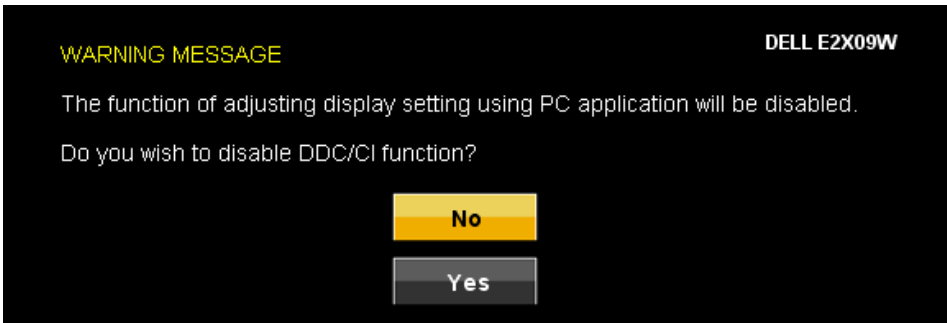 DELL E2X09W
WARNING MESSAGE
The function of adjusting display setting using PC application will be disabled.
Do you wish to disable DDC/CI function?
No
Yes